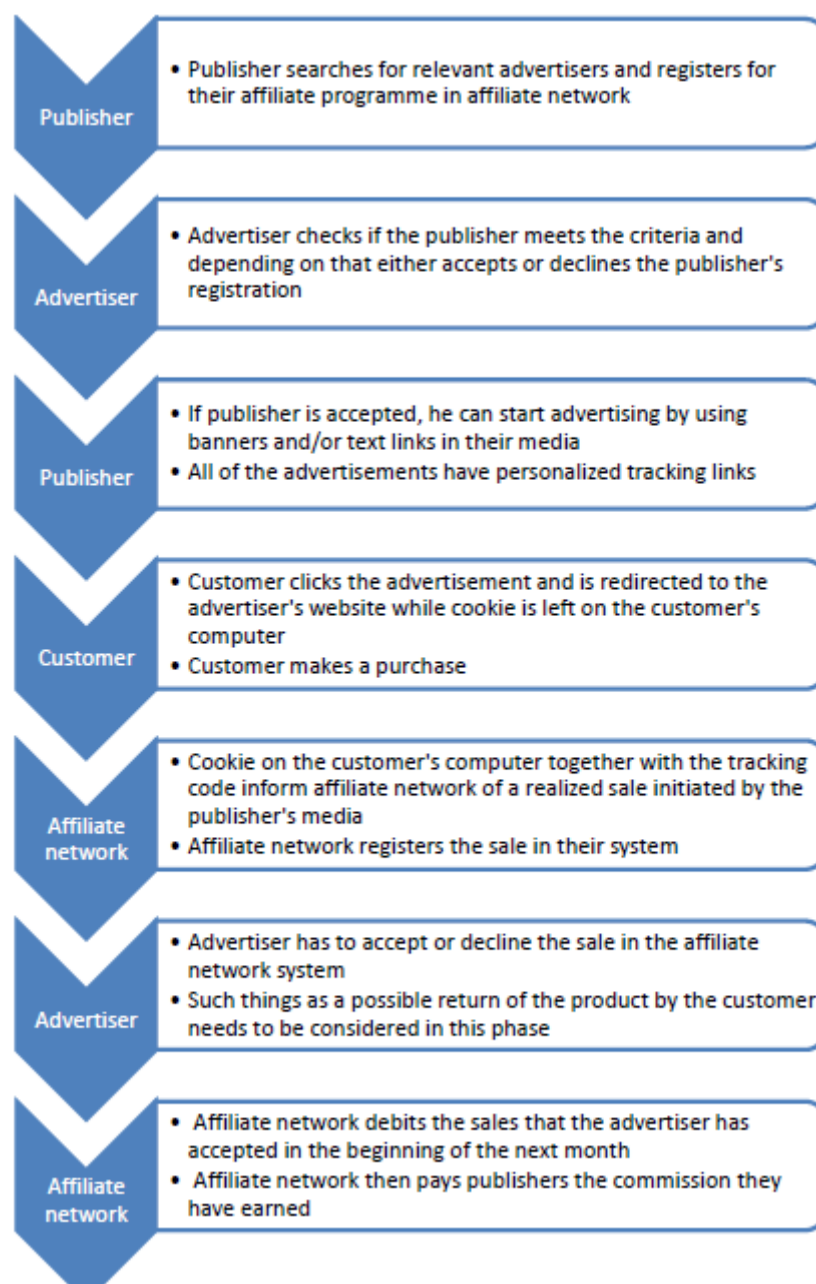 Publisher
• Publisher searches for relevant advertisers and registers for
their affiliate programme in affiliate network
Advertiser
• Advertiser checks if the publisher meets the criteria and
depending on that either accepts or declines the publisher's
registration
Publisher
• If publisher is accepted, he can start advertising by using
banners and/or text links in their media
• All of the advertisements have personalized tracking links
Customer
• Customer clicks the advertisement and is redirected to the
advertiser's website while cookie is left on the customer's
computer
• Customer makes a purchase
Affiliate
network
• Cookie on the customer's computer together with the tracking
code inform affiliate network of a realized sale initiated by the
publisher's media
• Affiliate network registers the sale in their system
Advertiser
• Advertiser has to accept or decline the sale in the affiliate
network system
• Such things as a possible return of the product by the customer
needs to be considered in this phase
Affiliate
network
• Affiliate network debits the sales that the advertiser has
accepted in the beginning of the next month
• Affiliate network then pays publishers the commission they
have earned